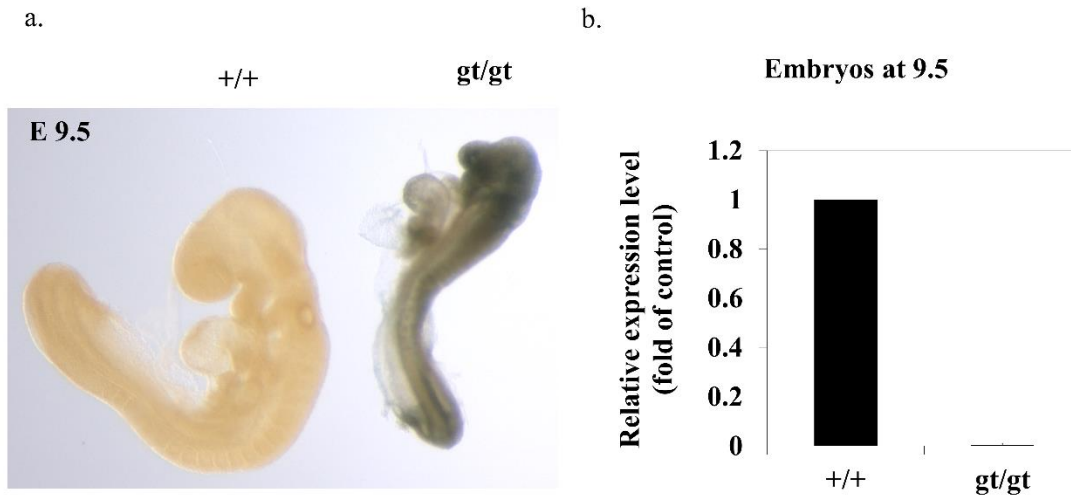 a.
+/+
gt/gt
E 9.5
b.
Embryos at 9.5
Relative expression level
(fold of control)
1.2
1
0.8
0.6
0.4
0.2
0
+/+
gt/gt